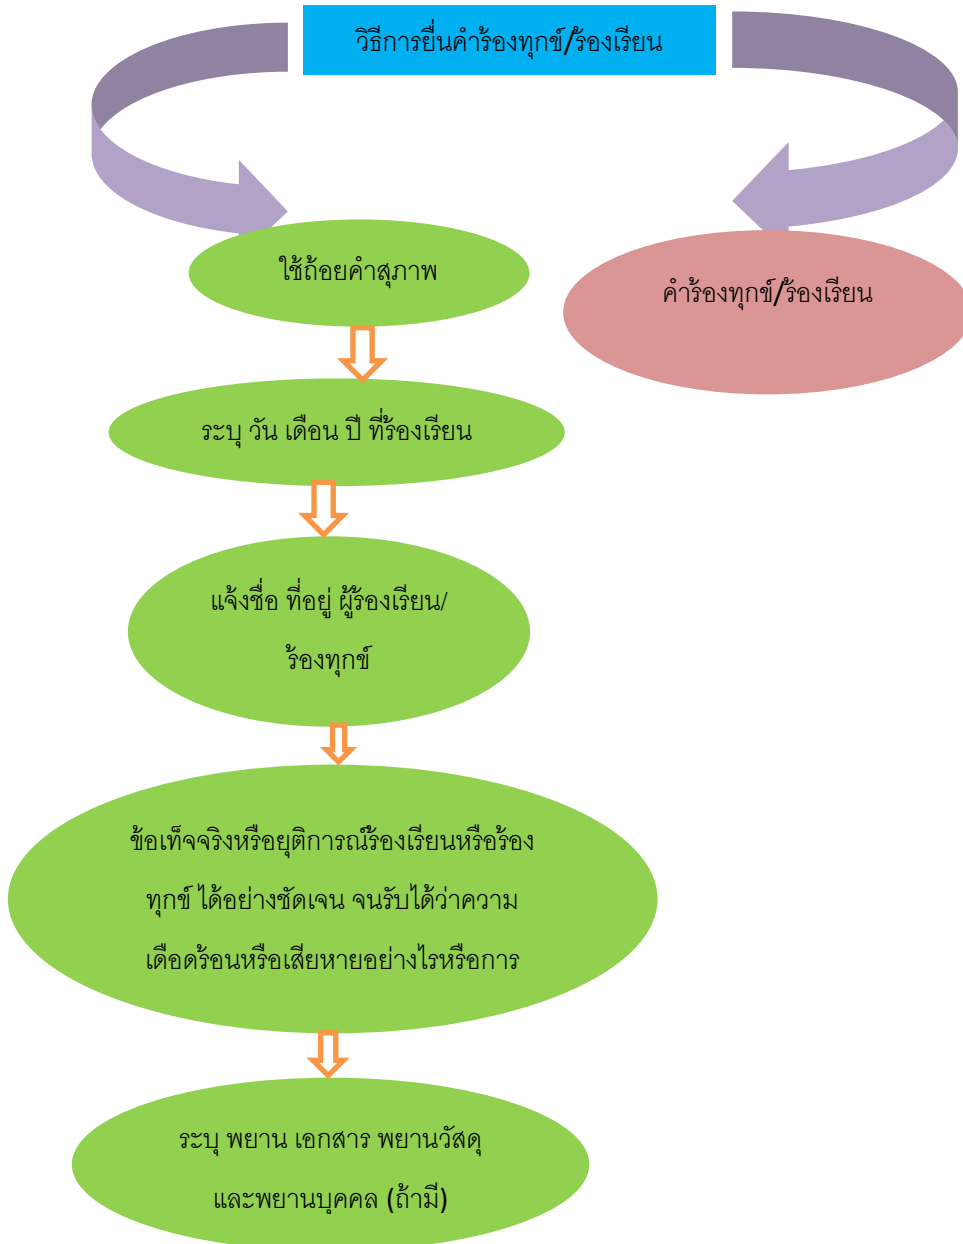 วิธีการยื่นคำร้องทุกข์/ร้องเรียน
ใช้ถ้อยคำสุภาพ
คำร้องทุกข์/ร้องเรียน
ระบุ วัน เดือน ปี ที่ร้องเรียน
แจ้งชื่อ ที่อยู่ ผู้ร้องเรียน/
ร้องทุกข์
ข้อเท็จจริงหรือยุติการณ์ร้องเรียนหรือร้อง
ทุกข์ ได้อย่างชัดเจน จนรับได้ว่าความ
เดือดร้อนหรือเสียหายอย่างไรหรือการ
ระบุ พยาน เอกสาร พยานวัสดุ
และพยานบุคคล (ถ้ามี)